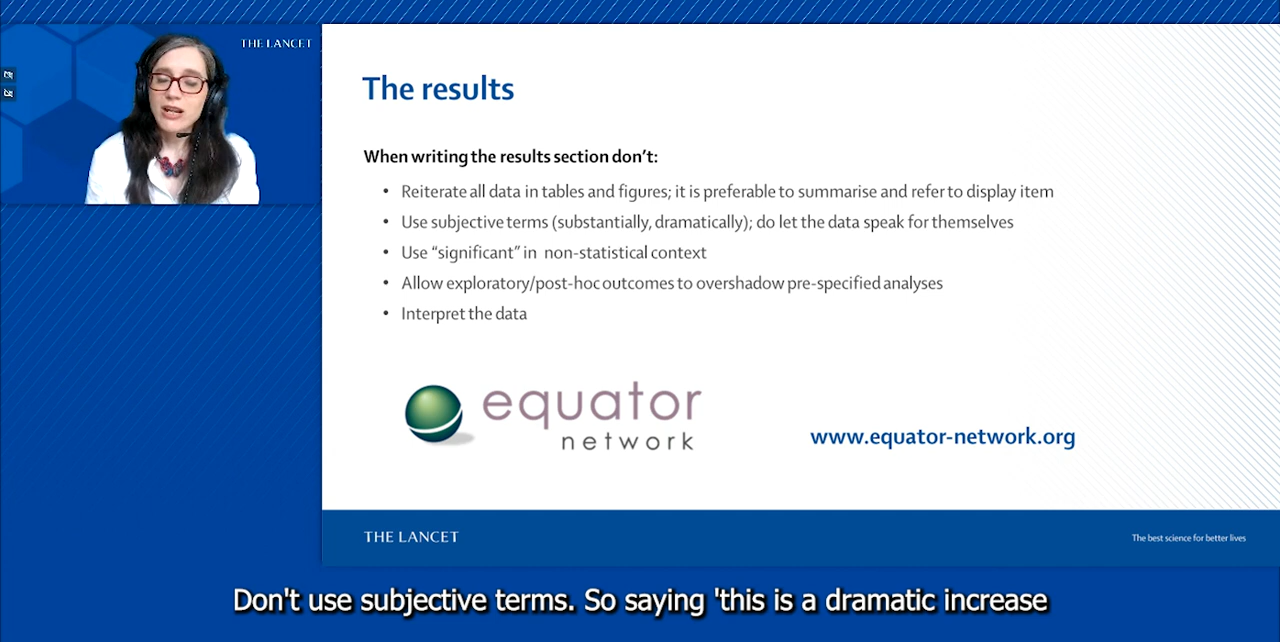 THE LANCET
The results
When writing the results section don't:
• Reiterate all data in tables and figures; it is preferable to summarise and refer to display item
• Use subjective terms (substantially, dramatically); do let the data speak for themselves
• Use “significant” in non-statistical context
• Allow exploratory/post-hoc outcomes to overshadow pre-specified analyses
• Interpret the data
equator
network
www.equator-network.org
THE LANCET
The best science for better lives
Don't use subjective terms. So saying 'this is a dramatic increase